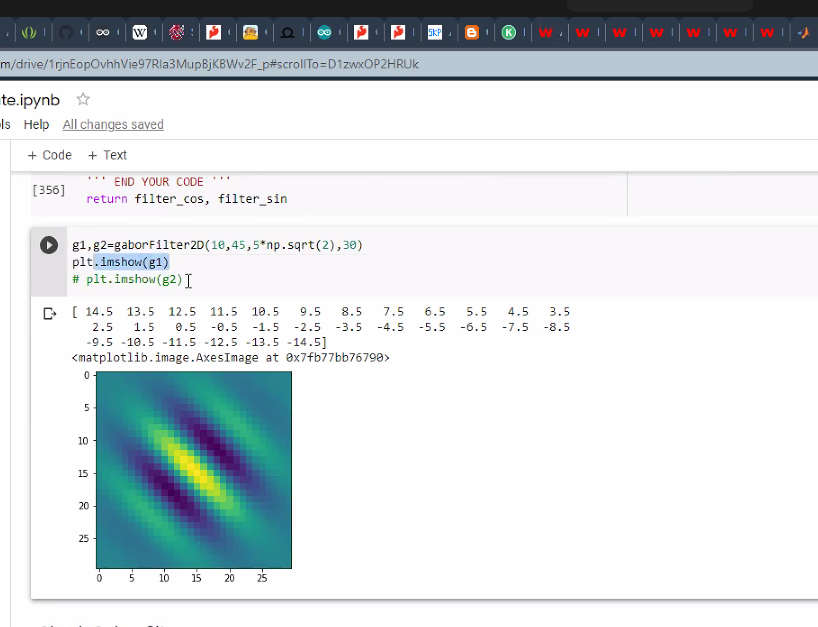 m/drive/1rjnEopOvhhVie97Rla3MupBjKBWv2F_p#scrollTo=D1zwxOP2HRUk
te.ipynb
ols Help All changes saved
+ Code + Text
''' END YOUR CODE '''
[356]
return filter_cos, filter_sin
g1,g2=gaborFilter2D(10,45,5*np.sqrt(2),30)
plt.imshow(g1)
# plt.imshow(g2)
[ 14.5 13.5 12.5 11.5 10.5 9.5 8.5 7.5 6.5 5.5 4.5 3.5
2.5 1.5 0.5 -0.5 -1.5 -2.5 -3.5 -4.5 -5.5 -6.5 -7.5 -8.5
-9.5 -10.5 -11.5 -12.5 -13.5 -14.5]
<matplotlib.image.AxesImage at 0x7fb77bb76790>
0
5
10
15
20
25
0 5 10 15 20 25